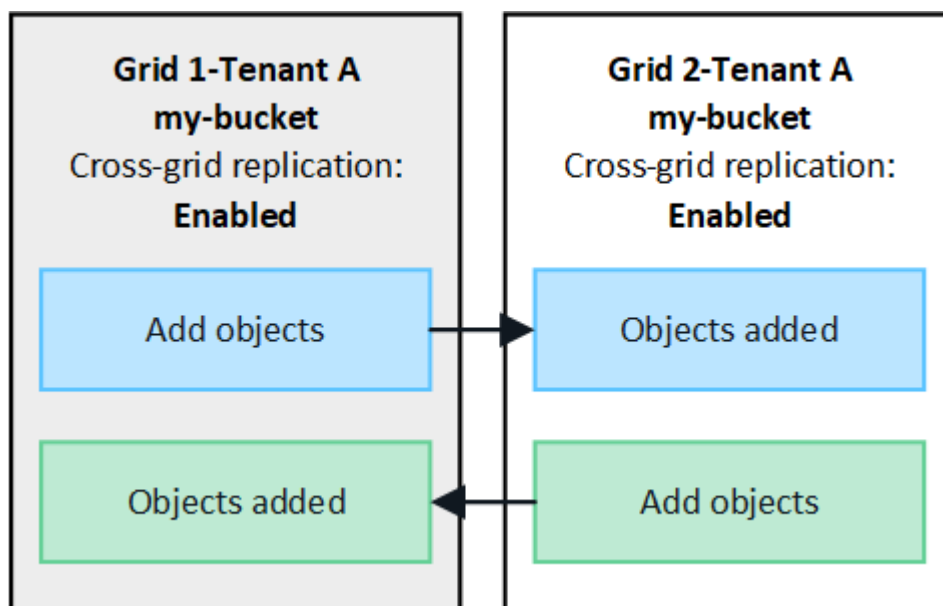 Grid 1-Tenant A
my-bucket
Cross-grid replication:
Enabled
Add objects
Objects added
Grid 2-Tenant A
my-bucket
Cross-grid replication:
Enabled
Objects added
Add objects